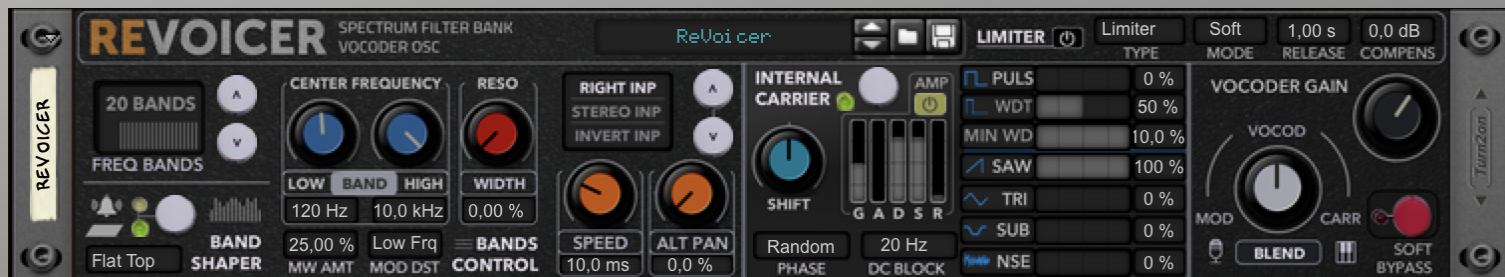 REVOICER
REVOICER
SPECTRUM FILTER BANK
VOCODER OSC
ReVoicer
LIMITER
Limiter
TYPE
Soft
MODE
1,00 s
RELEASE
0,0 dB
COMPENS
20 BANDS
FREQ BANDS
Flat Top
BAND
SHAPER
CENTER FREQUENCY
LOW BAND HIGH
120 Hz 10,0 kHz
25,00 % Low Frq
MW AMT MOD DST
RESO
WIDTH
0,00 %
BANDS
CONTROL
RIGHT INP
STEREO INP
INVERT INP
SPEED ALT PAN
10,0 ms 0,0 %
INTERNAL
CARRIER
AMP
SHIFT
G A D S R
Random 20 Hz
PHASE DC BLOCK
PULS 0 %
WDT 50 %
MIN WD 10,0 %
SAW 100 %
TRI 0 %
SUB 0 %
NSE 0 %
VOCODER GAIN
VOCOD
MOD CARR
BLEND
SOFT
BYPASS
Turn2on